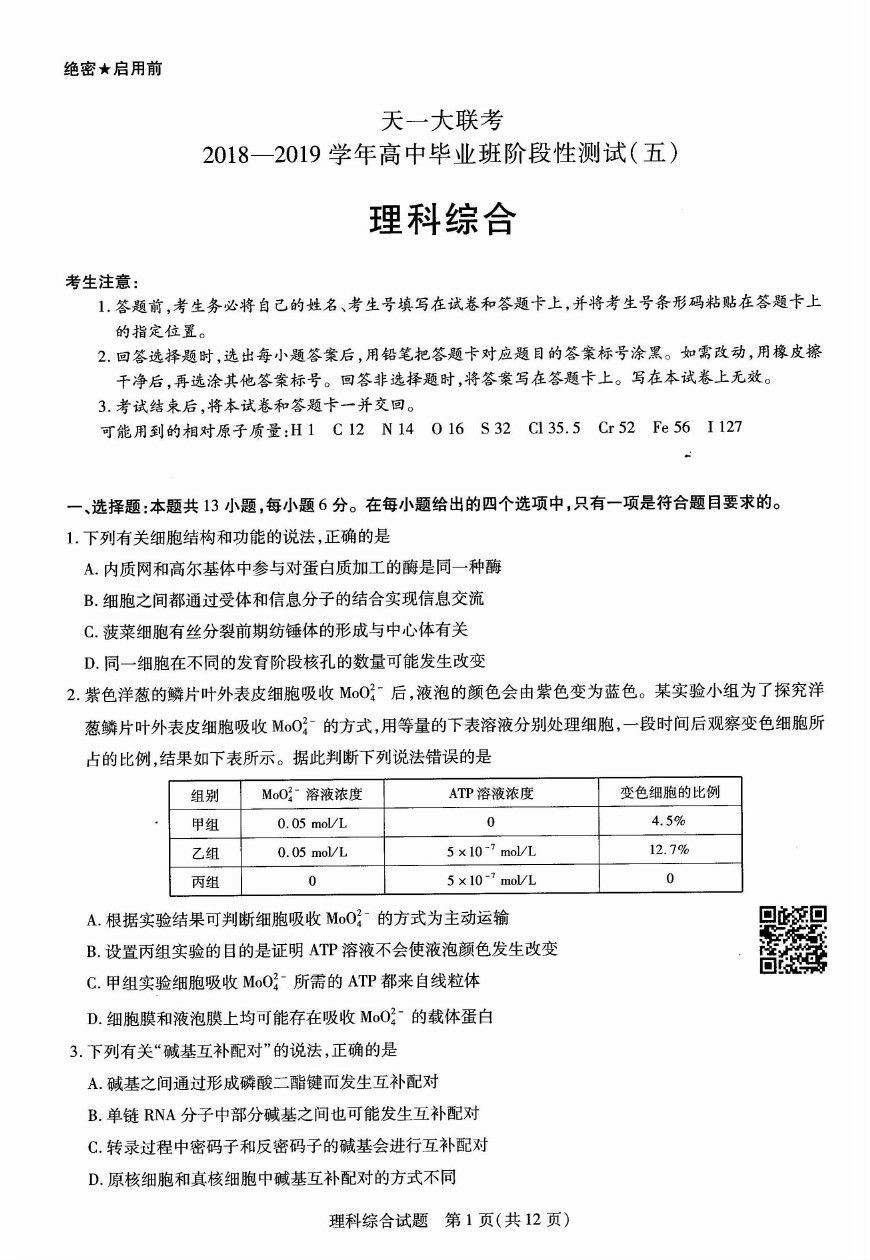 绝密★启用前
天一大联考
2018—2019 学年高中毕业班阶段性测试(五)
理科综合
考生注意:
1. 答题前,考生务必将自己的姓名、考生号填写在试卷和答题卡上,并将考生号条形码粘贴在答题卡上
的指定位置。
2. 回答选择题时,选出每小题答案后,用铅笔把答题卡对应题目的答案标号涂黑。如需改动,用橡皮擦
干净后,再选涂其他答案标号。回答非选择题时,将答案写在答题卡上。写在本试卷上无效。
3. 考试结束后,将本试卷和答题卡一并交回。
可能用到的相对原子质量:H 1 C 12 N 14 O 16 S 32 Cl 35.5 Cr 52 Fe 56 I 127
一、选择题:本题共 13 小题,每小题 6 分。在每小题给出的四个选项中,只有一项是符合题目要求的。
1. 下列有关细胞结构和功能的说法,正确的是
A. 内质网和高尔基体中参与对蛋白质加工的酶是同一种酶
B. 细胞之间都通过受体和信息分子的结合实现信息交流
C. 菠菜细胞有丝分裂前期纺锤体的形成与中心体有关
D. 同一细胞在不同的发育阶段核孔的数量可能发生改变
2. 紫色洋葱的鳞片叶外表皮细胞吸收 MoO₄²⁻ 后,液泡的颜色会由紫色变为蓝色。某实验小组为了探究洋
葱鳞片叶外表皮细胞吸收 MoO₄²⁻ 的方式,用等量的下表溶液分别处理细胞,一段时间后观察变色细胞所
占的比例,结果如下表所示。据此判断下列说法错误的是
组别 MoO₄²⁻ 溶液浓度 ATP 溶液浓度 变色细胞的比例
甲组 0.05 mol/L 0 4.5%
乙组 0.05 mol/L 5×10⁻⁷ mol/L 12.7%
丙组 0 5×10⁻⁷ mol/L 0
A. 根据实验结果可判断细胞吸收 MoO₄²⁻ 的方式为主动运输
B. 设置丙组实验的目的是证明 ATP 溶液不会使液泡颜色发生改变
C. 甲组实验细胞吸收 MoO₄²⁻ 所需的 ATP 都来自线粒体
D. 细胞膜和液泡膜上均可能存在吸收 MoO₄²⁻ 的载体蛋白
3. 下列有关“碱基互补配对”的说法,正确的是
A. 碱基之间通过形成磷酸二酯键而发生互补配对
B. 单链 RNA 分子中部分碱基之间也可能发生互补配对
C. 转录过程中密码子和反密码子的碱基会进行互补配对
D. 原核细胞和真核细胞中碱基互补配对的方式不同
理科综合试题 第 1 页(共 12 页)